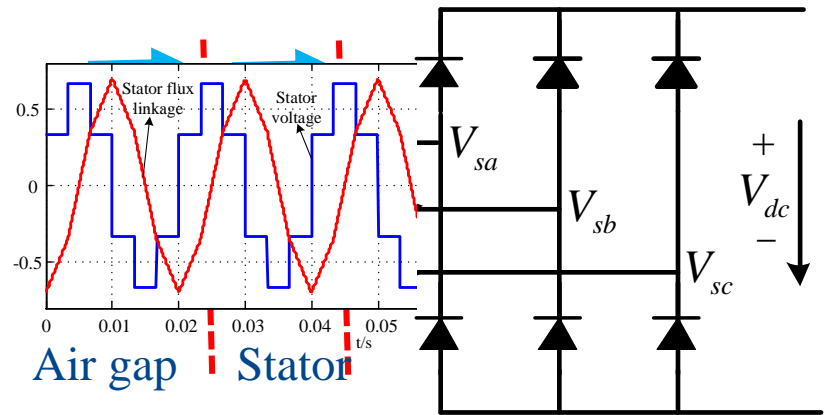 Stator flux
linkage
Stator
voltage
0.5
0
-0.5
0
0.01
0.02
0.03
0.04
0.05
t/s
Air gap
Stator
V_sa
V_sb
V_sc
+
V_dc
−